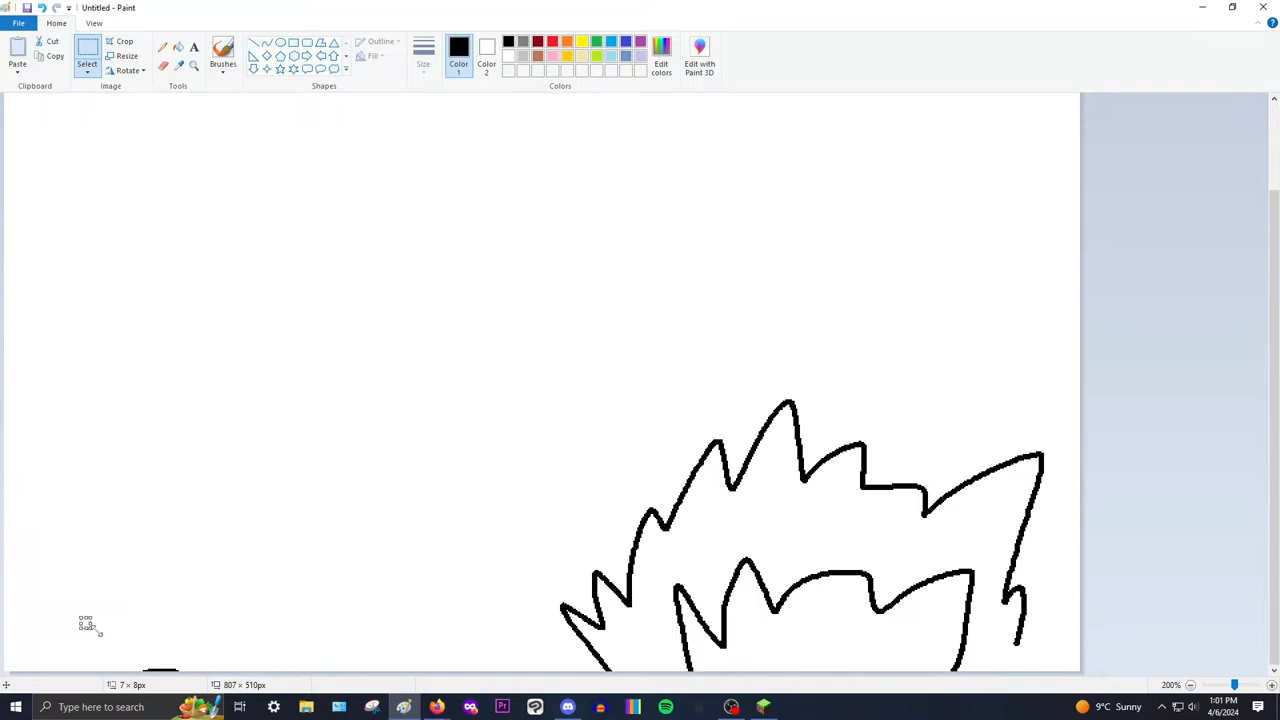 Untitled - Paint
File
Home
View
Paste
Cut
Copy
Clipboard
Select
Crop
Resize
Rotate
Image
Tools
Brushes
Outline
Fill
Shapes
Size
Color
1
Color
2
Edit
colors
Edit with
Paint 3D
Colors
7 × 8px
807 × 510px
200%
Type here to search
9°C Sunny
1:01 PM
4/6/2024